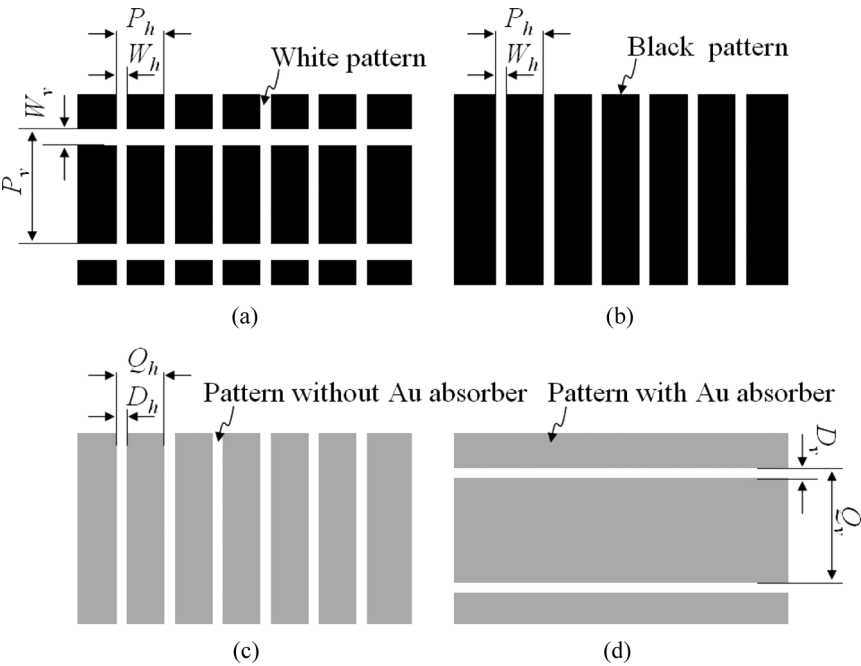 P_h
W_h
White pattern
W_v
P_v
(a)
P_h
W_h
Black pattern
(b)
Q_h
D_h
Pattern without Au absorber
(c)
Pattern with Au absorber
D_v
Q_v
(d)